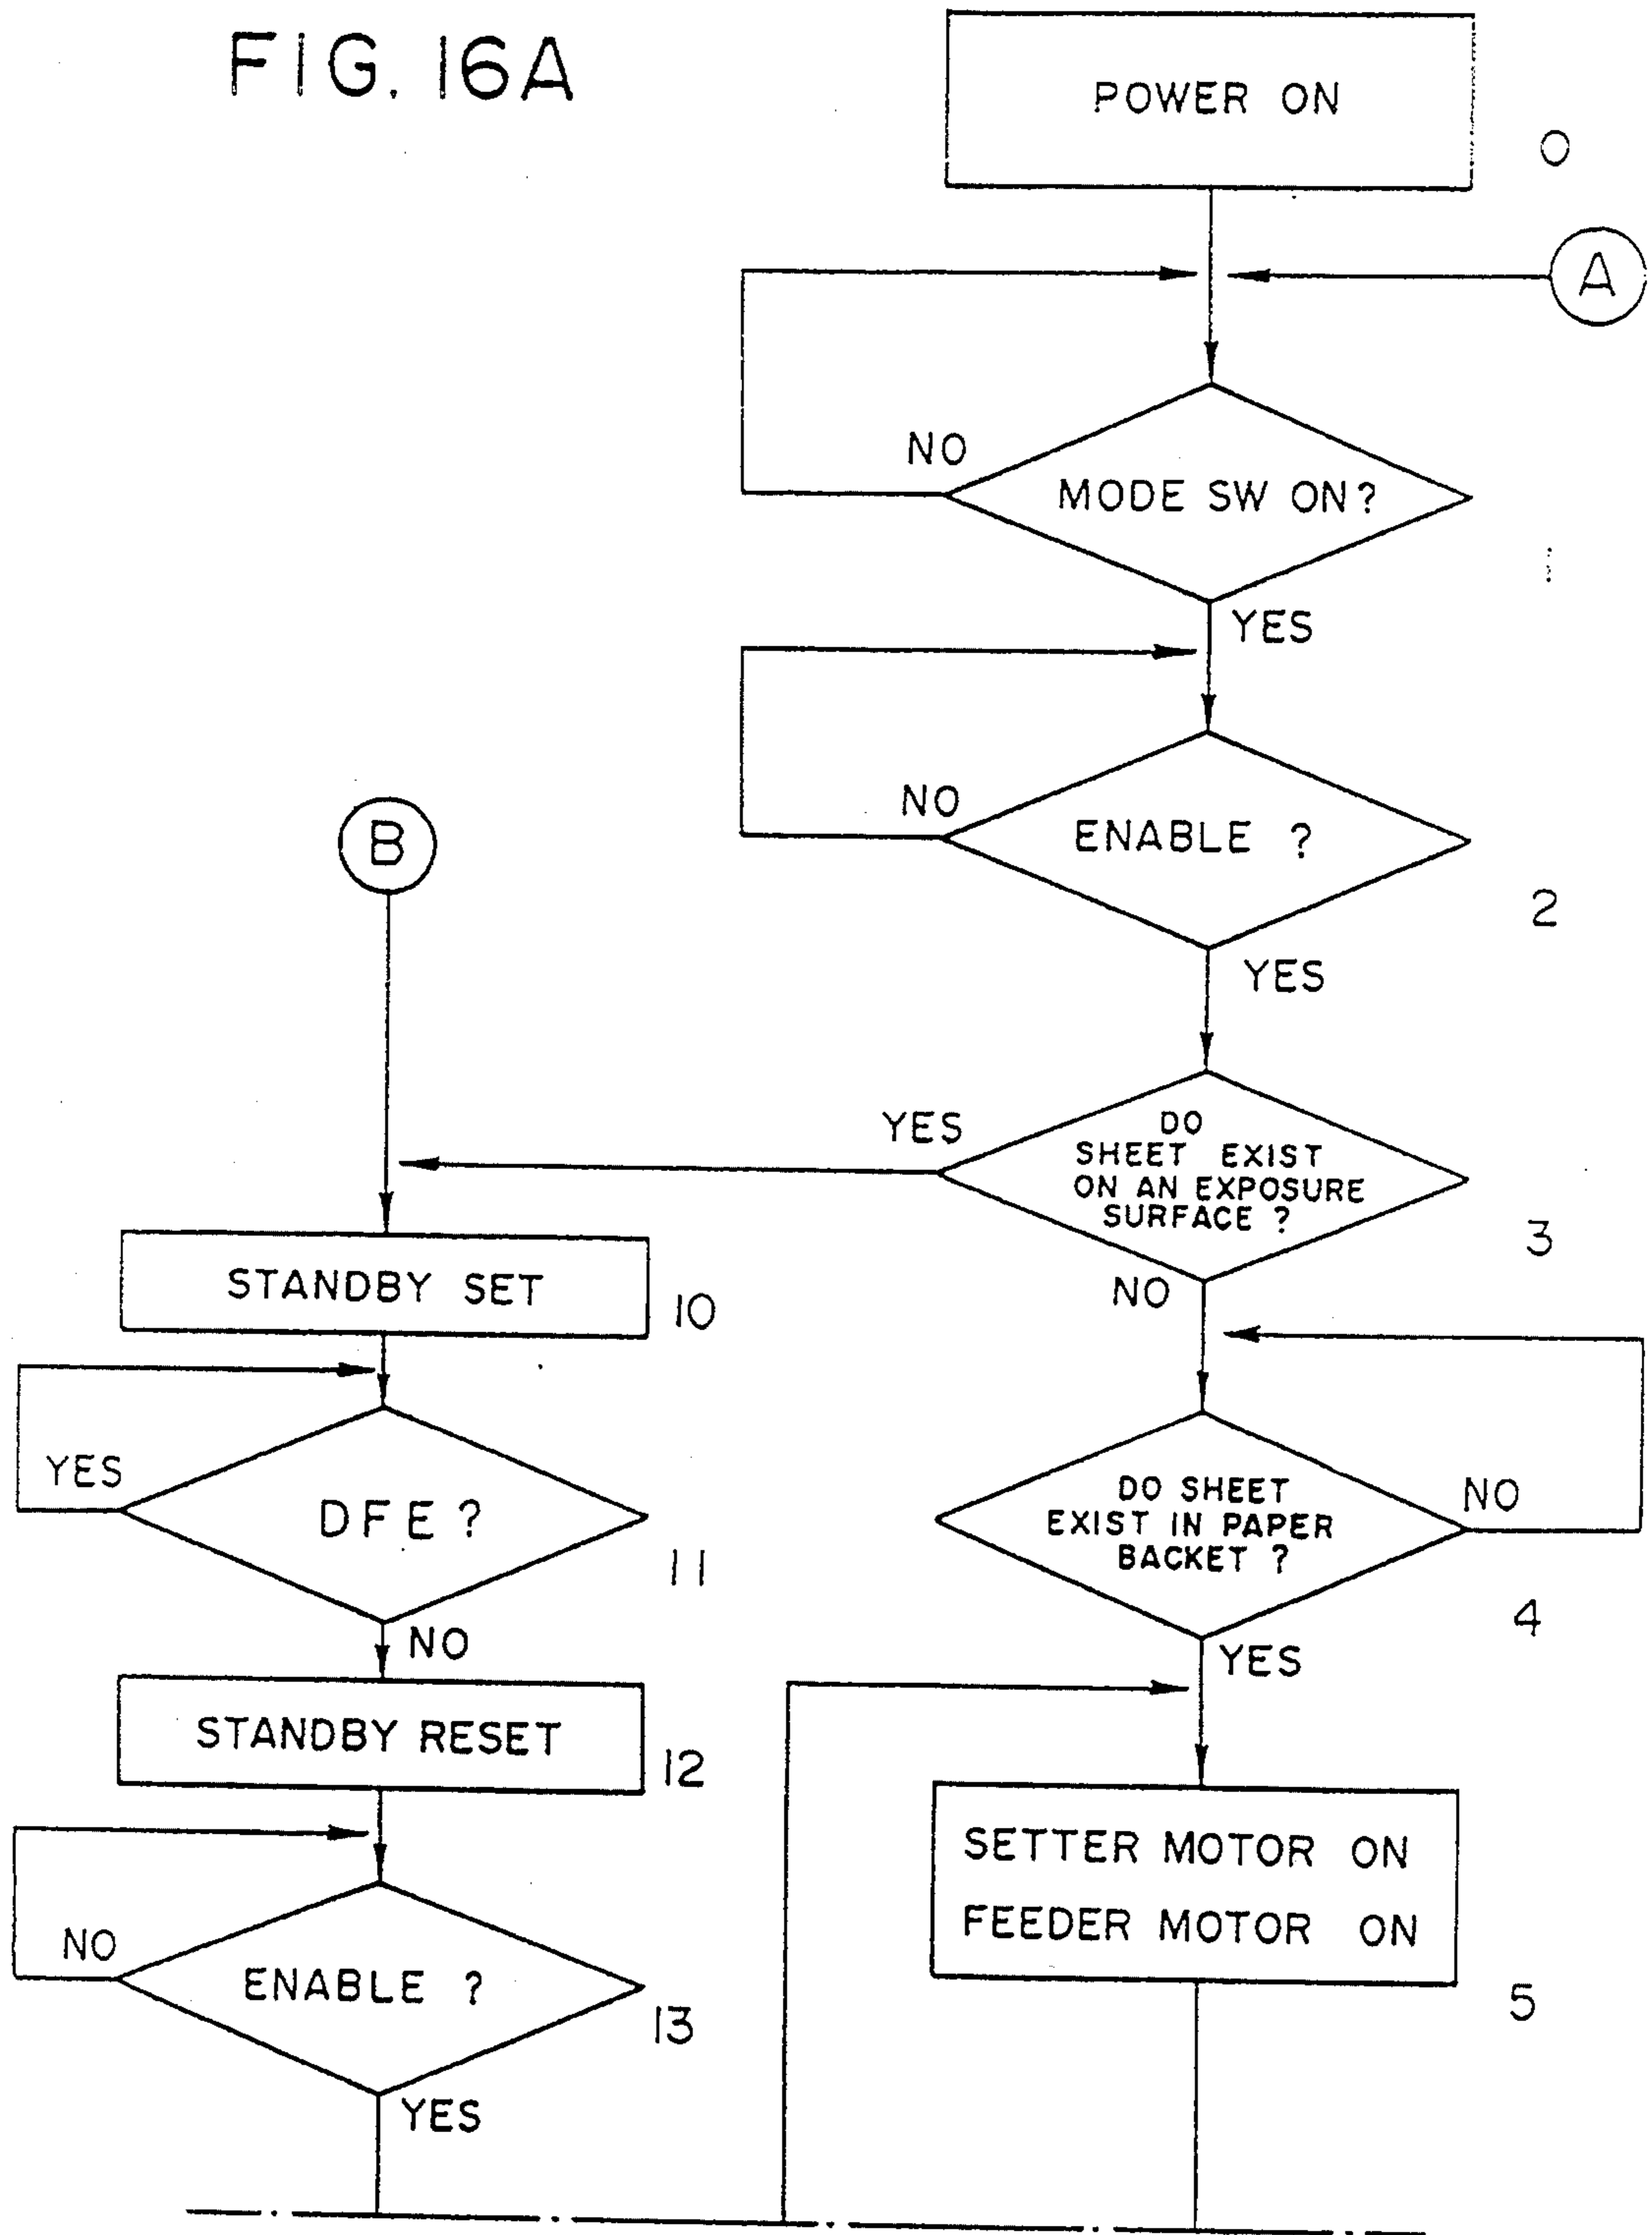 FIG. 16A
POWER ON
0
A
NO
MODE SW ON?
1
YES
NO
ENABLE ?
2
YES
B
YES
DO
SHEET EXIST
ON AN EXPOSURE
SURFACE ?
3
NO
STANDBY SET
10
YES
DFE ?
11
NO
DO SHEET
EXIST IN PAPER
BACKET ?
NO
4
YES
STANDBY RESET
12
SETTER MOTOR ON
FEEDER MOTOR ON
5
NO
ENABLE ?
13
YES